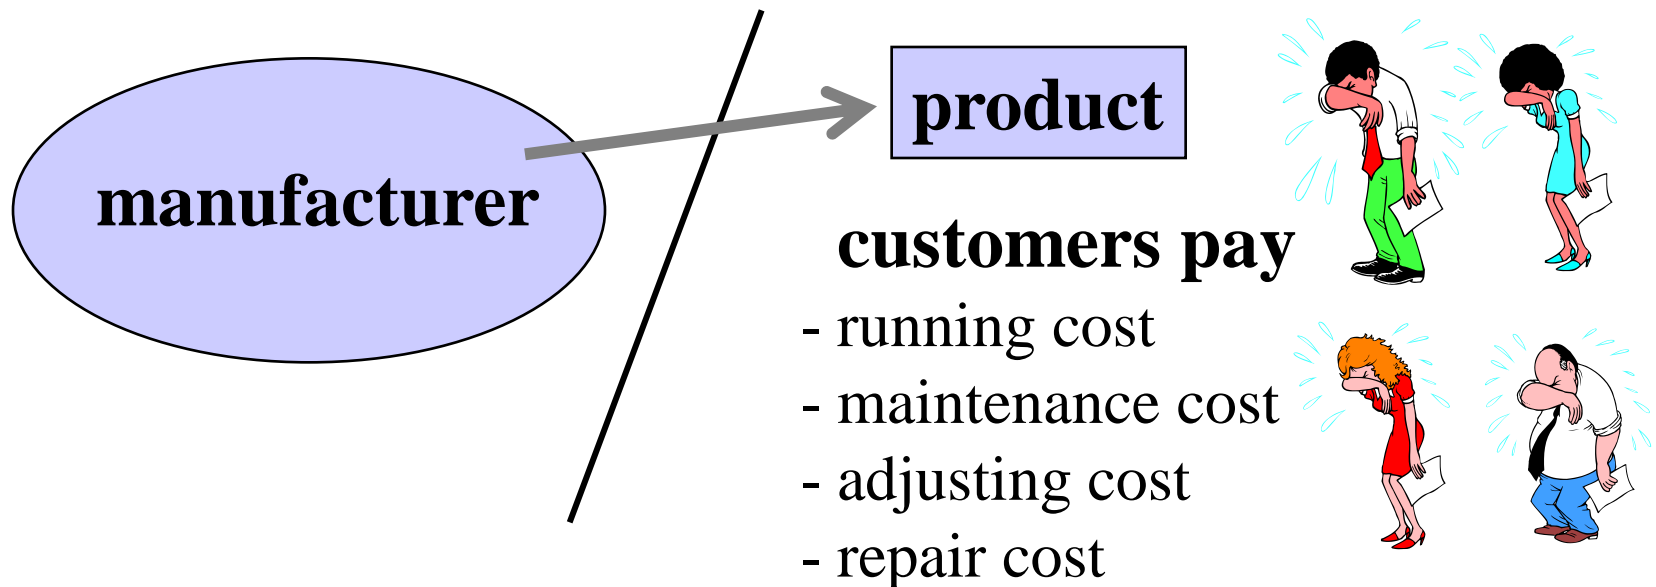 manufacturer
product
customers pay
- running cost
- maintenance cost
- adjusting cost
- repair cost